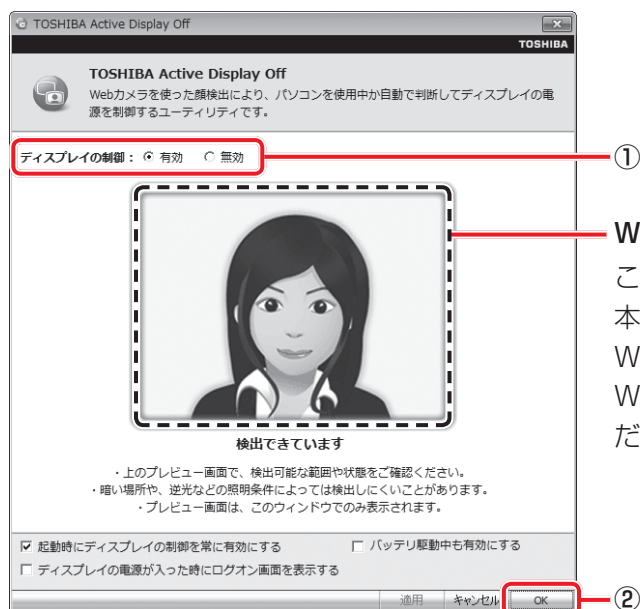 TOSHIBA Active Display Off
TOSHIBA
TOSHIBA Active Display Off
Webカメラを使った顔検出により、パソコンを使用中か自動で判断してディスプレイの電
源を制御するユーティリティです。
ディスプレイの制御： 有効 無効
①
W
こ
本
W
W
だ
検出できています
・上のプレビュー画面で、検出可能な範囲や状態をご確認ください。
・暗い場所や、逆光などの照明条件によっては検出しにくいことがあります。
・プレビュー画面は、このウィンドウでのみ表示されます。
起動時にディスプレイの制御を常に有効にする バッテリ駆動中も有効にする
ディスプレイの電源が入った時にログオン画面を表示する
適用 キャンセル OK
②